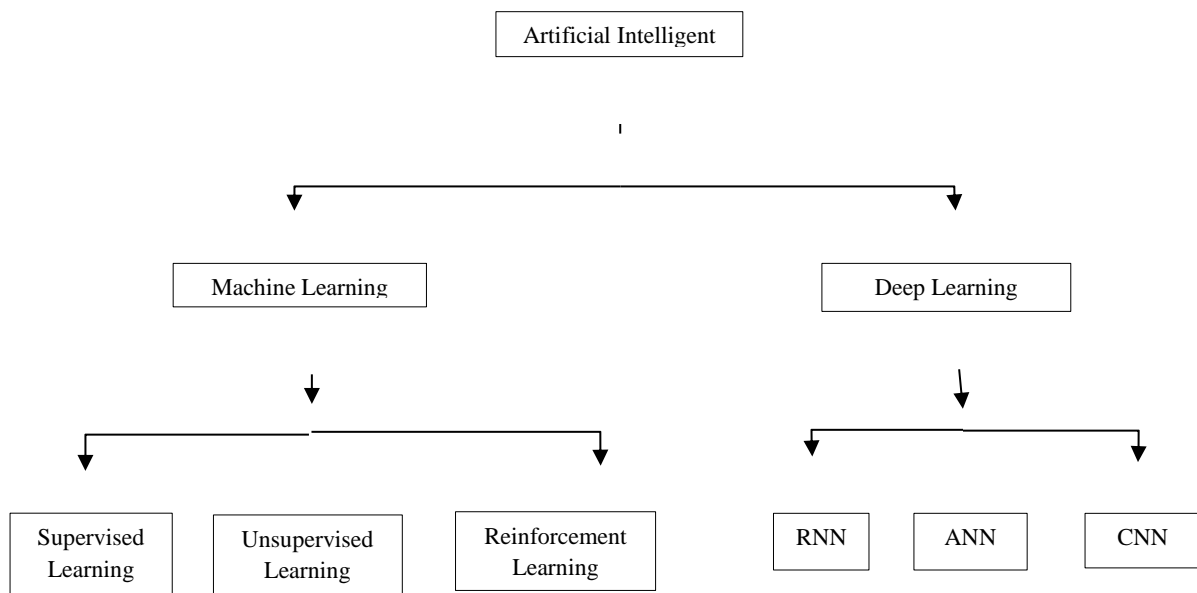 Artificial Intelligent
Machine Learning
Deep Learning
Supervised
Learning
Unsupervised
Learning
Reinforcement
Learning
RNN
ANN
CNN